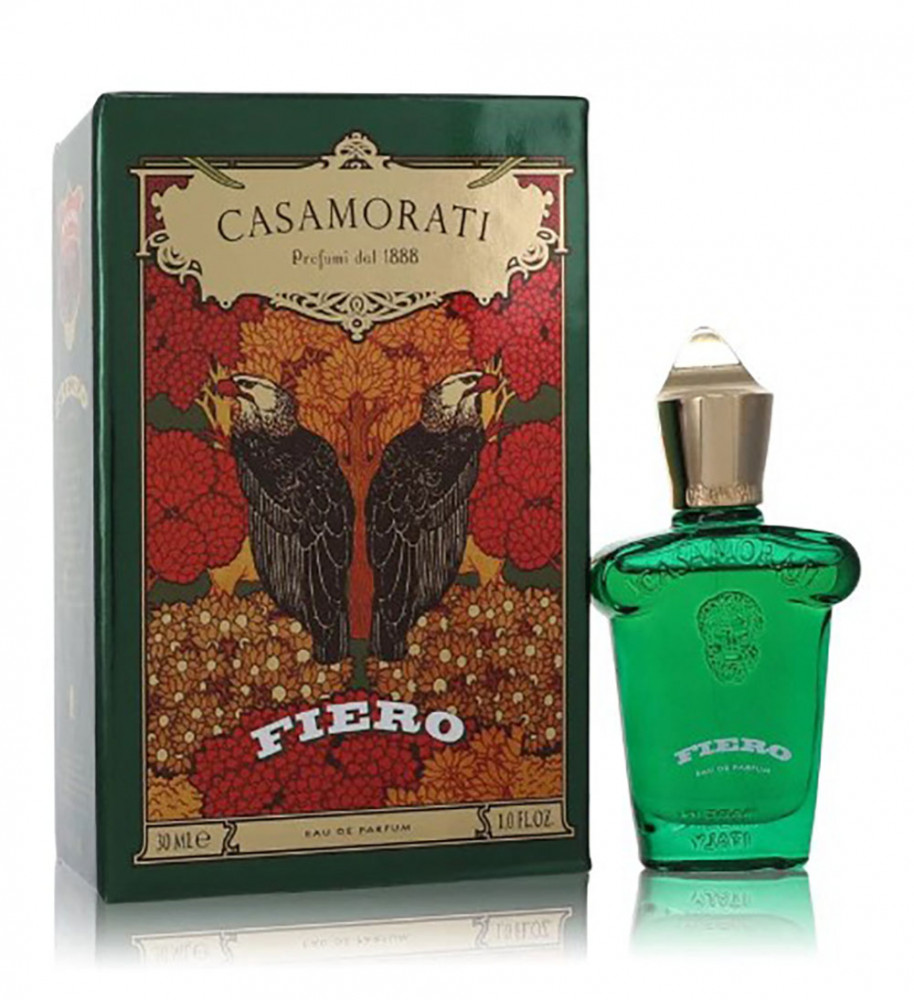 CASAMORATI
Profumi dal 1888
FIERO
30 ML e
EAU DE PARFUM
1.0 FL.OZ.
CASAMORATI
CASAMORATI
FIERO
EAU DE PARFUM